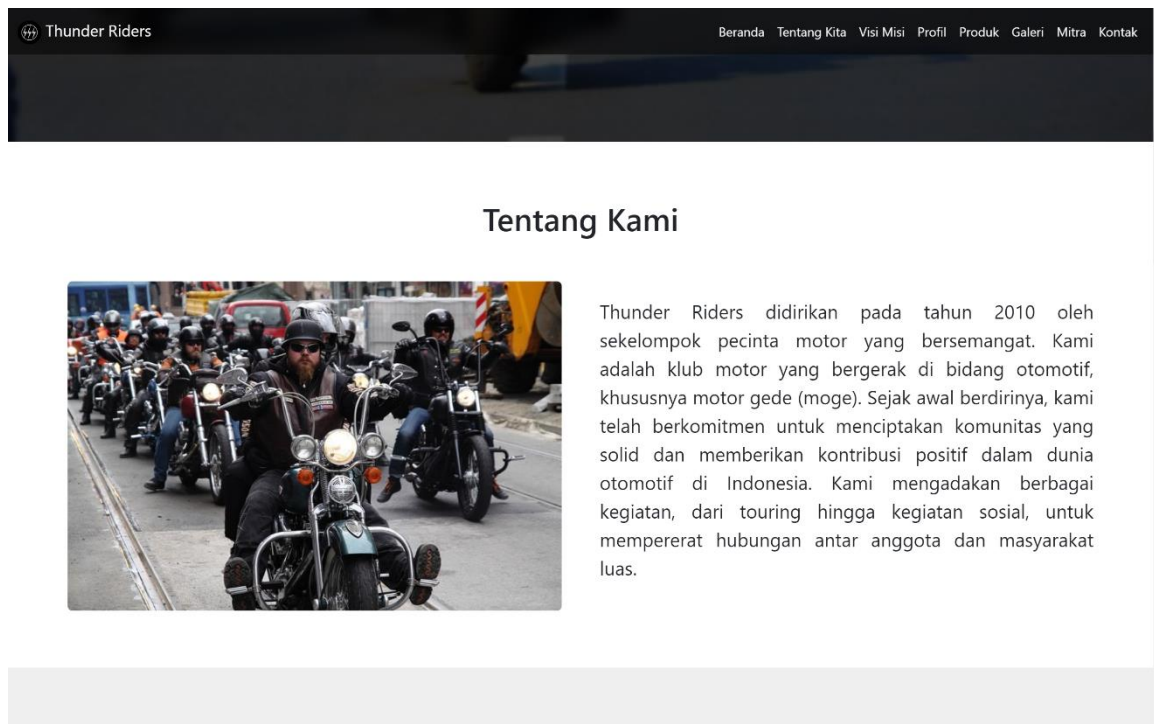 Thunder Riders
Beranda Tentang Kita Visi Misi Profil Produk Galeri Mitra Kontak
Tentang Kami
Thunder Riders didirikan pada tahun 2010 oleh
sekelompok pecinta motor yang bersemangat. Kami
adalah klub motor yang bergerak di bidang otomotif,
khususnya motor gede (moge). Sejak awal berdirinya, kami
telah berkomitmen untuk menciptakan komunitas yang
solid dan memberikan kontribusi positif dalam dunia
otomotif di Indonesia. Kami mengadakan berbagai
kegiatan, dari touring hingga kegiatan sosial, untuk
mempererat hubungan antar anggota dan masyarakat
luas.